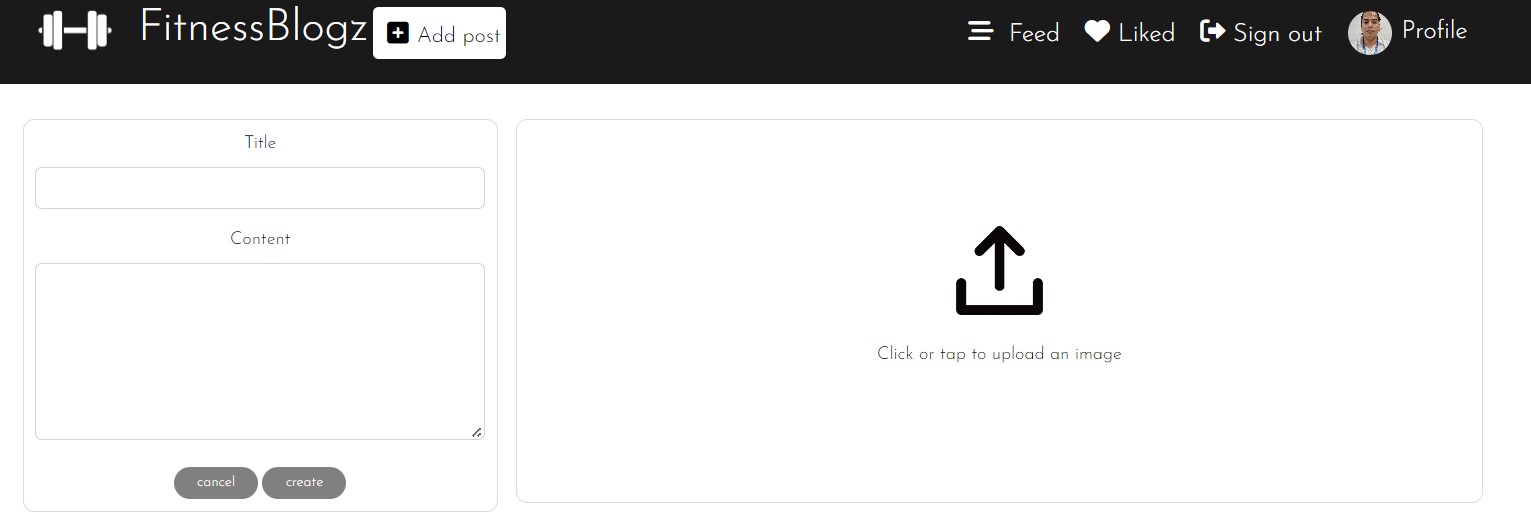 FitnessBlogz
Add post
Feed
Liked
Sign out
Profile
Title
Content
cancel
create
Click or tap to upload an image